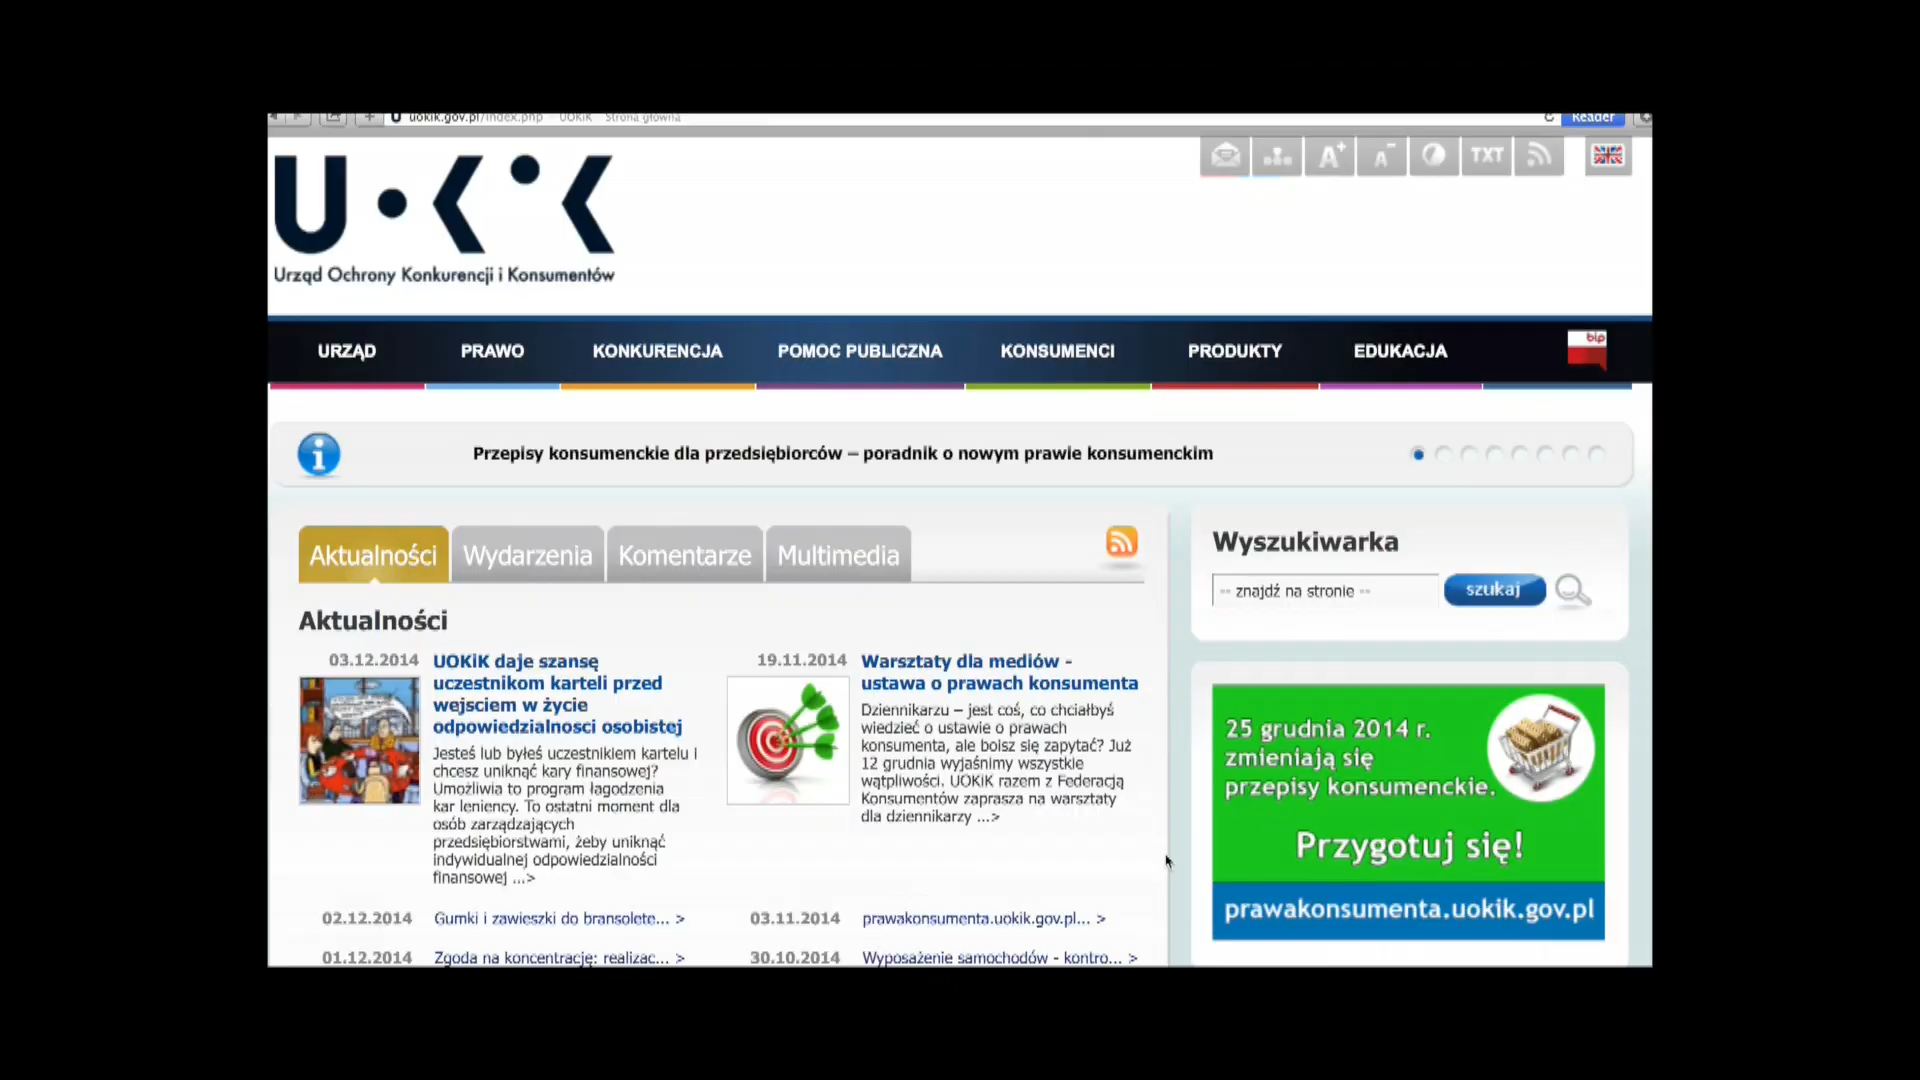 uokik.gov.pl/index.php — UOKiK - Strona główna
Reader
U·K·K
Urząd Ochrony Konkurencji i Konsumentów
A+
A-
TXT
URZĄD
PRAWO
KONKURENCJA
POMOC PUBLICZNA
KONSUMENCI
PRODUKTY
EDUKACJA
bip
Przepisy konsumenckie dla przedsiębiorców – poradnik o nowym prawie konsumenckim
Aktualności
Wydarzenia
Komentarze
Multimedia
Aktualności
03.12.2014
UOKiK daje szansę
uczestnikom karteli przed
wejsciem w życie
odpowiedzialnosci osobistej
Jesteś lub byłeś uczestnikiem kartelu i
chcesz uniknąć kary finansowej?
Umożliwia to program łagodzenia
kar leniency. To ostatni moment dla
osób zarządzających
przedsiębiorstwami, żeby uniknąć
indywidualnej odpowiedzialności
finansowej ...>
19.11.2014
Warsztaty dla mediów -
ustawa o prawach konsumenta
Dziennikarzu – jest coś, co chciałbyś
wiedzieć o ustawie o prawach
konsumenta, ale boisz się zapytać? Już
12 grudnia wyjaśnimy wszystkie
wątpliwości. UOKiK razem z Federacją
Konsumentów zaprasza na warsztaty
dla dziennikarzy ...>
02.12.2014
Gumki i zawieszki do bransolete... >
03.11.2014
prawakonsumenta.uokik.gov.pl... >
01.12.2014
Zgoda na koncentrację: realizac... >
30.10.2014
Wyposażenie samochodów - kontro... >
Wyszukiwarka
-- znajdź na stronie --
szukaj
25 grudnia 2014 r.
zmieniają się
przepisy konsumenckie.
Przygotuj się!
prawakonsumenta.uokik.gov.pl